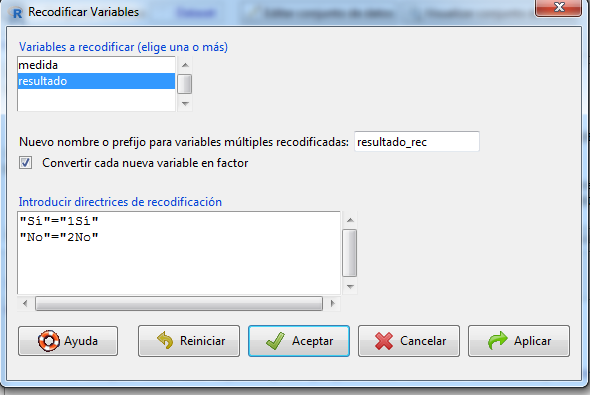 Recodificar Variables
Variables a recodificar (elige una o más)
medida
resultado
Nuevo nombre o prefijo para variables múltiples recodificadas: resultado_rec
Convertir cada nueva variable en factor
Introducir directrices de recodificación
"Sí"="1Sí"
"No"="2No"
Ayuda Reiniciar Aceptar Cancelar Aplicar